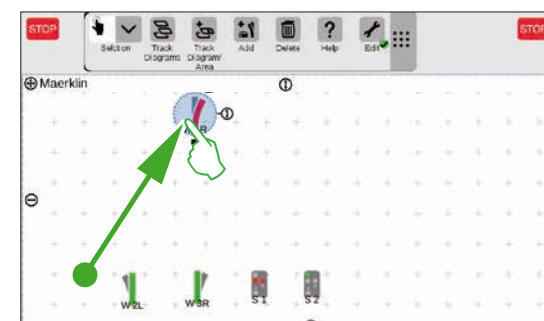 STOP
STOP
Selction Track Diagrams Track Diagram/ Area Add Delete Help Edit
Maerklin
R
W 2L W 3R S 1 S 2